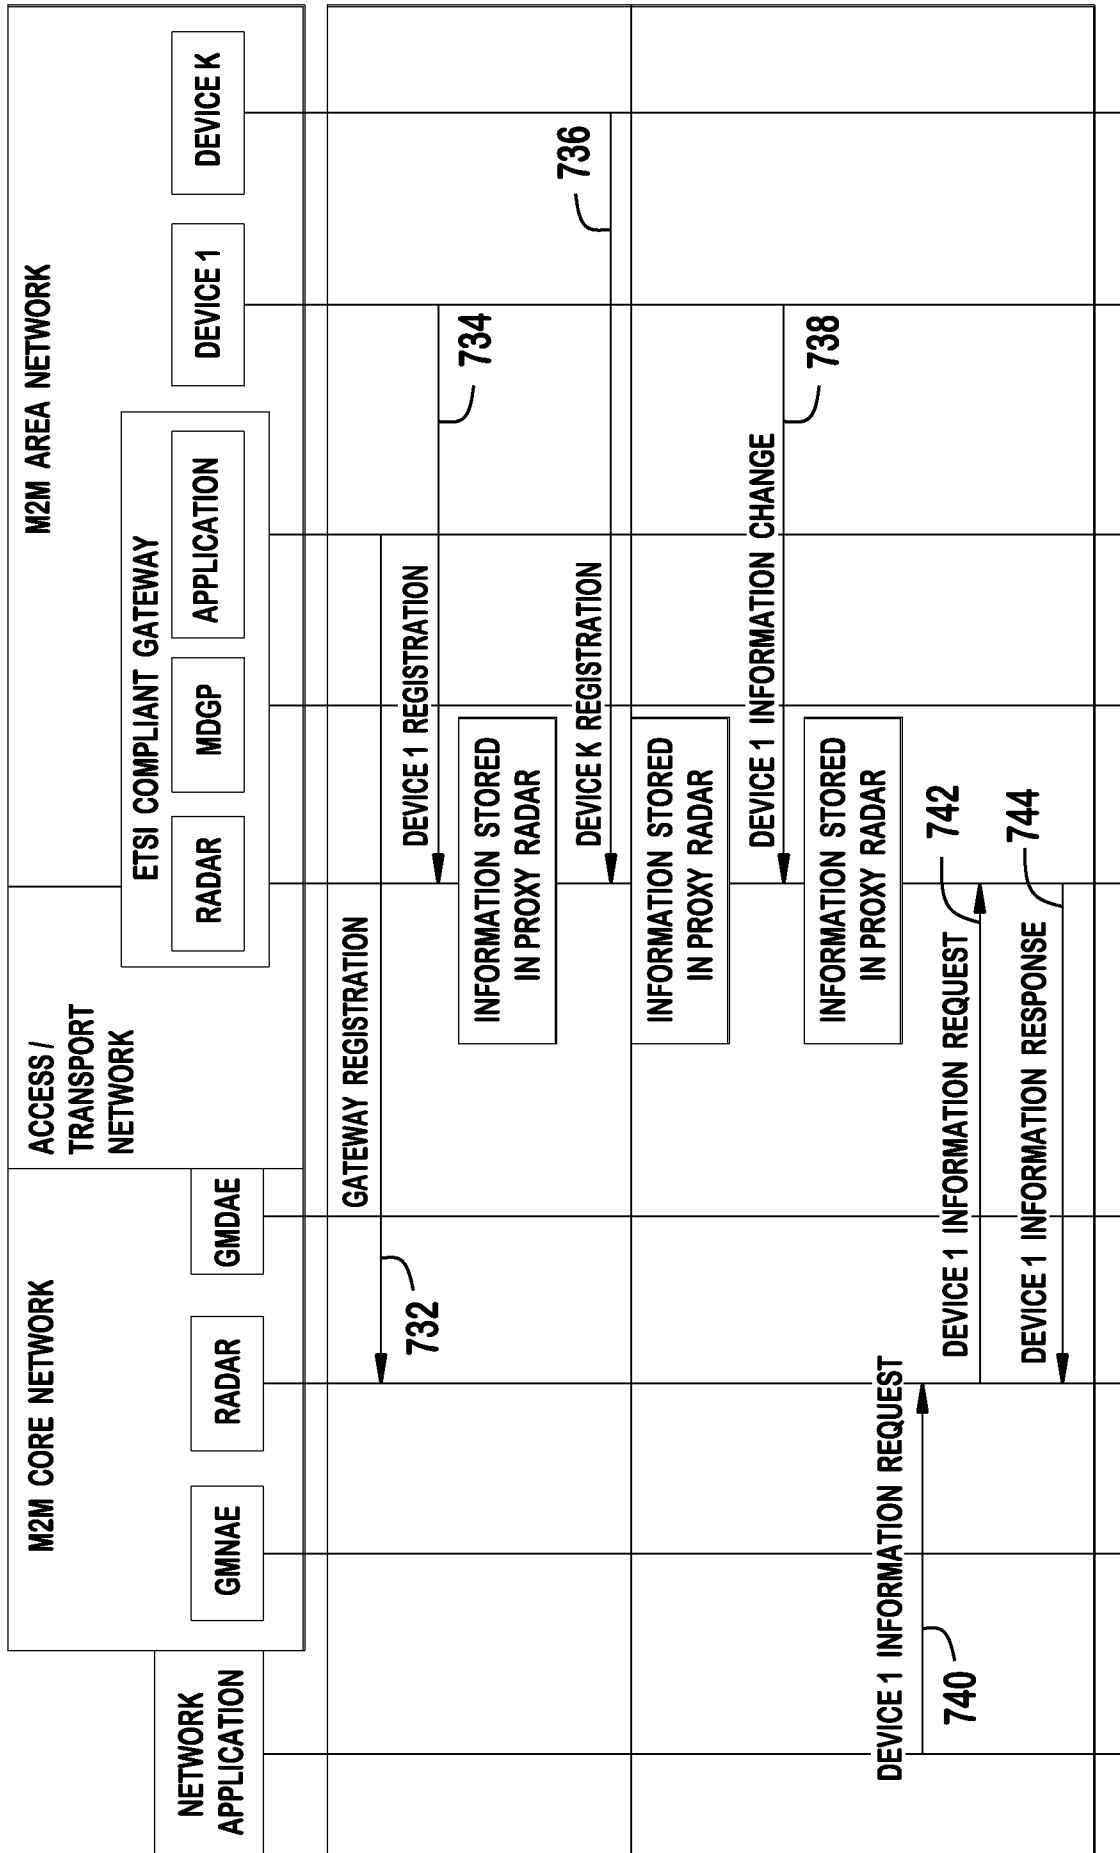 M2M CORE NETWORK
ACCESS /
TRANSPORT
NETWORK
M2M AREA NETWORK
ETSI COMPLIANT GATEWAY
NETWORK
APPLICATION
GMNAE
RADAR
GMDAE
RADAR
MDGP
APPLICATION
DEVICE 1
DEVICE K
GATEWAY REGISTRATION
732
DEVICE 1 REGISTRATION
734
INFORMATION STORED
IN PROXY RADAR
DEVICE K REGISTRATION
736
INFORMATION STORED
IN PROXY RADAR
DEVICE 1 INFORMATION CHANGE
738
INFORMATION STORED
IN PROXY RADAR
DEVICE 1 INFORMATION REQUEST
740
DEVICE 1 INFORMATION REQUEST
742
DEVICE 1 INFORMATION RESPONSE
744